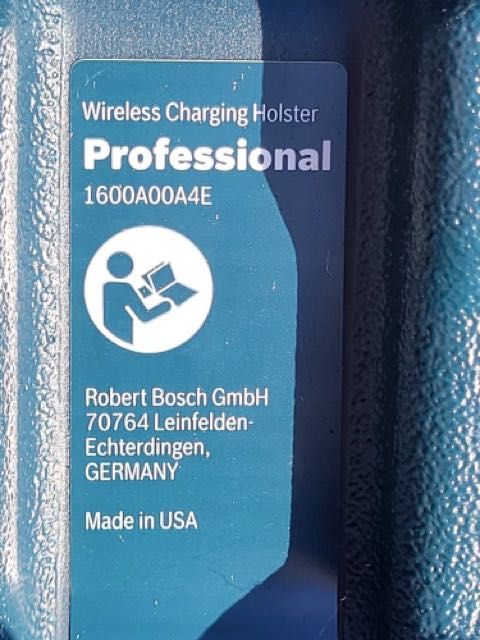 Wireless Charging Holster
Professional
1600A00A4E
Robert Bosch GmbH
70764 Leinfelden-
Echterdingen,
GERMANY
Made in USA